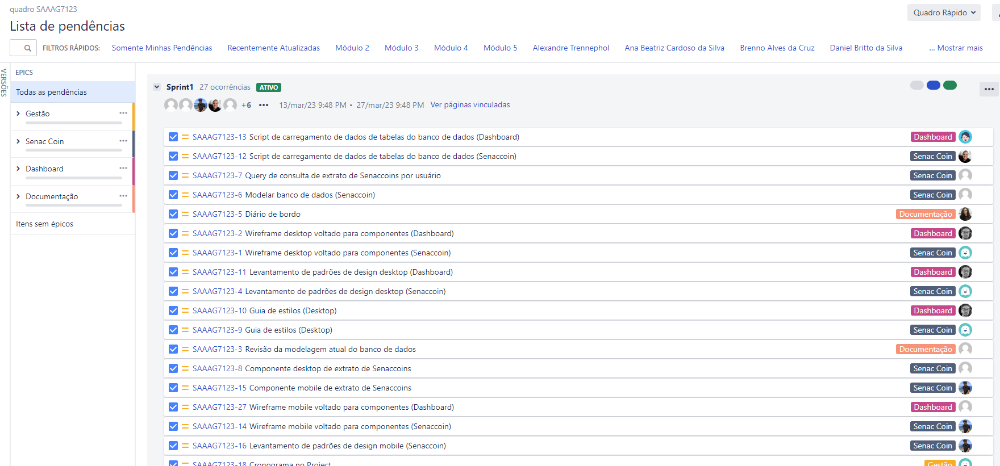 quadro SAAAG7123
Quadro Rápido
Lista de pendências
FILTROS RÁPIDOS: Somente Minhas Pendências Recentemente Atualizadas Módulo 2 Módulo 3 Módulo 4 Módulo 5 Alexandre Trennephol Ana Beatriz Cardoso da Silva Brenno Alves da Cruz Daniel Britto da Silva ... Mostrar mais
VERSÕES
EPICS
Todas as pendências
Gestão
Senac Coin
Dashboard
Documentação
Itens sem épicos
Sprint1 27 ocorrências ATIVO
+6 ••• 13/mar/23 9:48 PM • 27/mar/23 9:48 PM Ver páginas vinculadas
SAAAG7123-13 Script de carregamento de dados de tabelas do banco de dados (Dashboard) Dashboard
SAAAG7123-12 Script de carregamento de dados de tabelas do banco de dados (Senaccoin) Senac Coin
SAAAG7123-7 Query de consulta de extrato de Senaccoins por usuário Senac Coin
SAAAG7123-6 Modelar banco de dados (Senaccoin) Senac Coin
SAAAG7123-5 Diário de bordo Documentação
SAAAG7123-2 Wireframe desktop voltado para componentes (Dashboard) Dashboard
SAAAG7123-1 Wireframe desktop voltado para componentes (Senaccoin) Senac Coin
SAAAG7123-11 Levantamento de padrões de design desktop (Dashboard) Dashboard
SAAAG7123-4 Levantamento de padrões de design desktop (Senaccoin) Senac Coin
SAAAG7123-10 Guia de estilos (Desktop) Dashboard
SAAAG7123-9 Guia de estilos (Desktop) Senac Coin
SAAAG7123-3 Revisão da modelagem atual do banco de dados Documentação
SAAAG7123-8 Componente desktop de extrato de Senaccoins Senac Coin
SAAAG7123-15 Componente mobile de extrato de Senaccoins Senac Coin
SAAAG7123-27 Wireframe mobile voltado para componentes (Dashboard) Dashboard
SAAAG7123-14 Wireframe mobile voltado para componentes (Senaccoin) Senac Coin
SAAAG7123-16 Levantamento de padrões de design mobile (Senaccoin) Senac Coin
SAAAG7123-18 Cronograma no Project Gestão